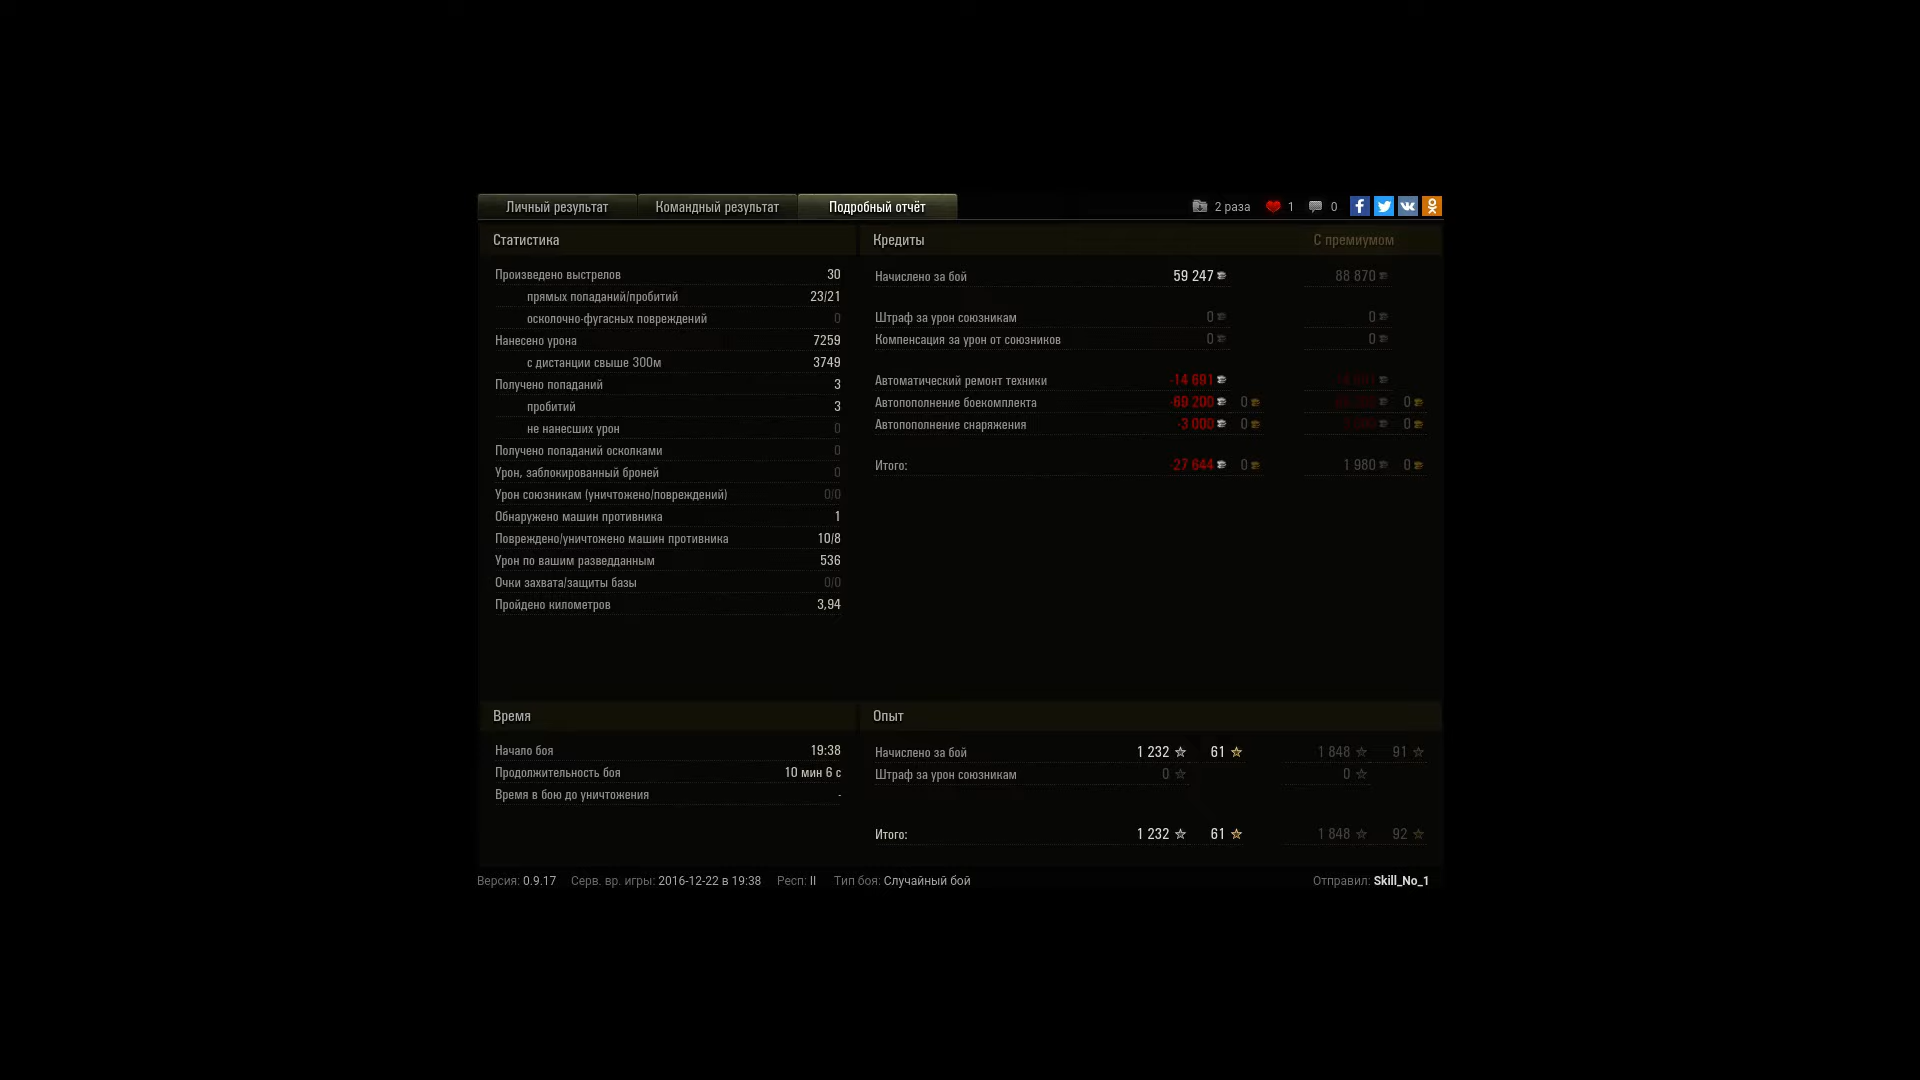 Личный результат Командный результат Подробный отчёт 2 раза 1 0
Статистика
Произведено выстрелов 30
прямых попаданий/пробитий 23/21
осколочно-фугасных повреждений 0
Нанесено урона 7259
с дистанции свыше 300м 3749
Получено попаданий 3
пробитий 3
не нанесших урон 0
Получено попаданий осколками 0
Урон, заблокированный броней 0
Урон союзникам (уничтожено/повреждений) 0/0
Обнаружено машин противника 1
Повреждено/уничтожено машин противника 10/8
Урон по вашим разведданным 536
Очки захвата/защиты базы 0/0
Пройдено километров 3,94
Кредиты С премиумом
Начислено за бой 59 247 88 870
Штраф за урон союзникам 0 0
Компенсация за урон от союзников 0 0
Автоматический ремонт техники -14 691
Автопополнение боекомплекта -69 200 0 0
Автопополнение снаряжения -3 000 0 0
Итого: -27 644 0 1 980 0
Время
Начало боя 19:38
Продолжительность боя 10 мин 6 с
Время в бою до уничтожения -
Опыт
Начислено за бой 1 232 61 1 848 91
Штраф за урон союзникам 0 0
Итого: 1 232 61 1 848 92
Версия: 0.9.17 Серв. вр. игры: 2016-12-22 в 19:38 Респ: II Тип боя: Случайный бой Отправил: Skill_No_1